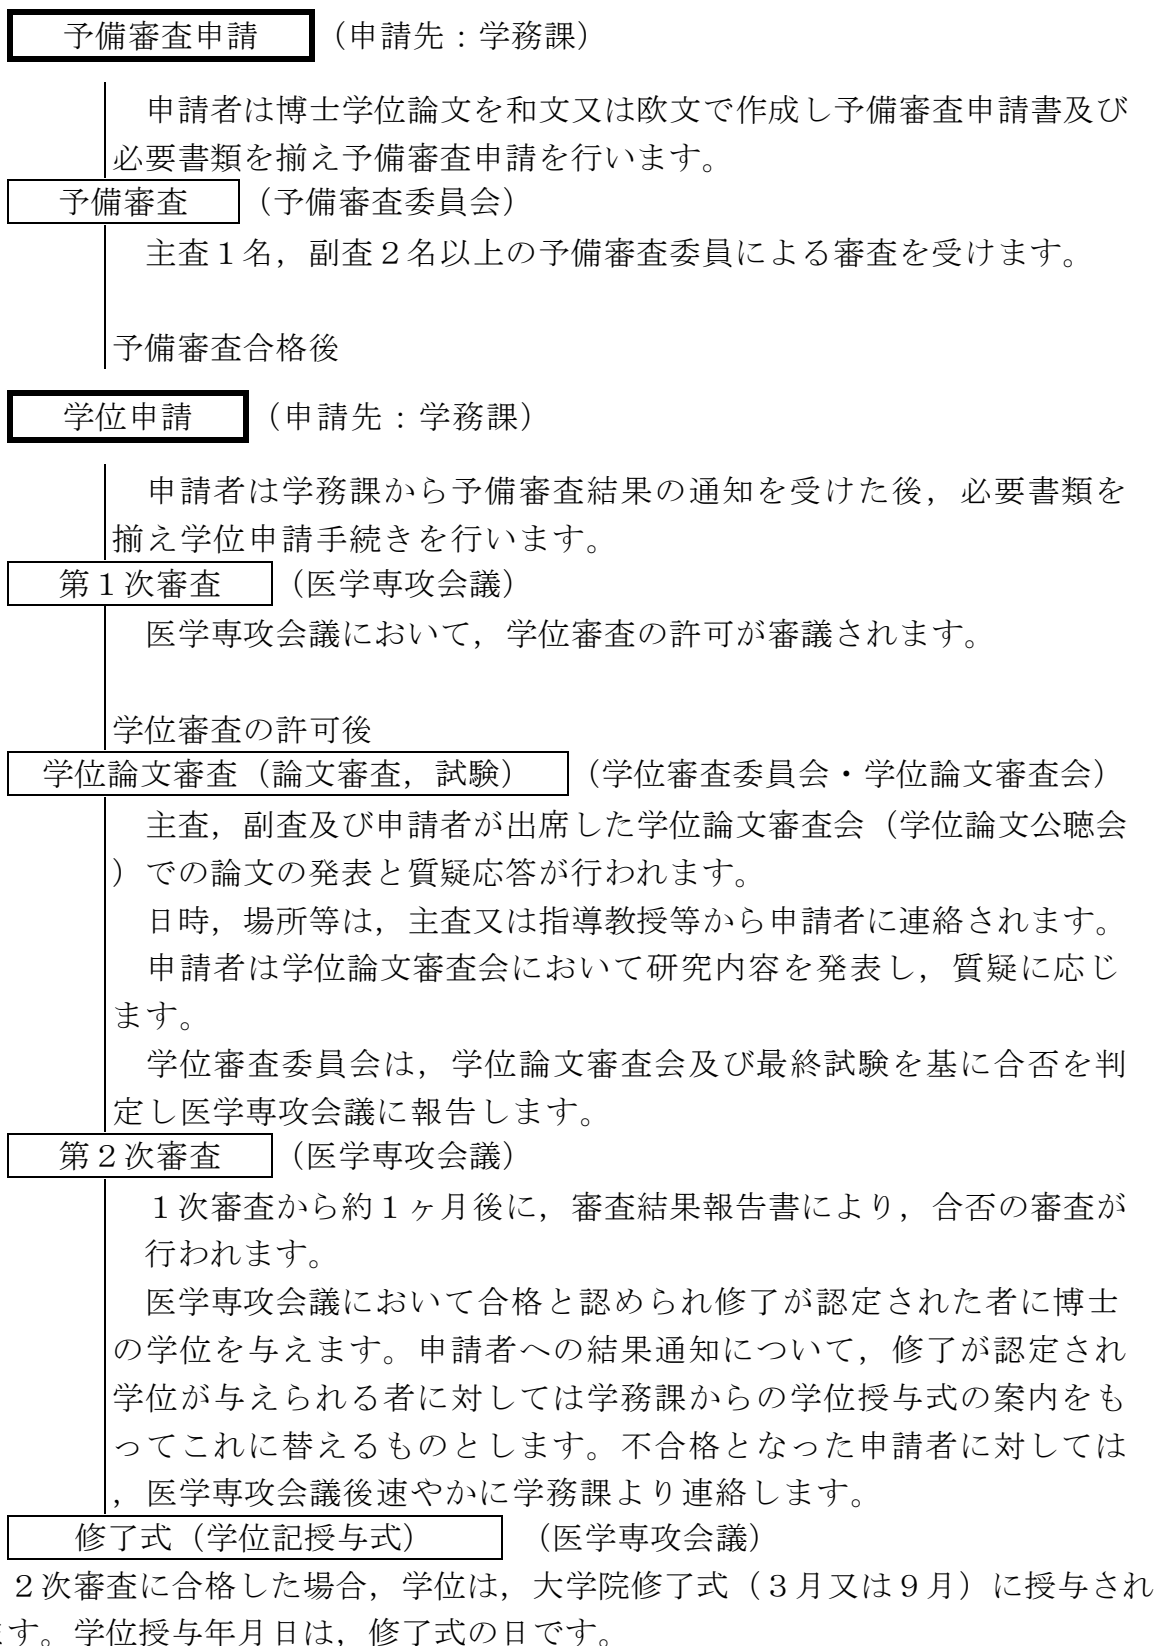 予備審査申請　（申請先：学務課）
申請者は博士学位論文を和文又は欧文で作成し予備審査申請書及び
必要書類を揃え予備審査申請を行います。
予備審査　（予備審査委員会）
主査１名，副査２名以上の予備審査委員による審査を受けます。
予備審査合格後
学位申請　（申請先：学務課）
申請者は学務課から予備審査結果の通知を受けた後，必要書類を
揃え学位申請手続きを行います。
第１次審査　（医学専攻会議）
医学専攻会議において，学位審査の許可が審議されます。
学位審査の許可後
学位論文審査（論文審査，試験）　（学位審査委員会・学位論文審査会）
主査，副査及び申請者が出席した学位論文審査会（学位論文公聴会
）での論文の発表と質疑応答が行われます。
日時，場所等は，主査又は指導教授等から申請者に連絡されます。
申請者は学位論文審査会において研究内容を発表し，質疑に応じ
ます。
学位審査委員会は，学位論文審査会及び最終試験を基に合否を判
定し医学専攻会議に報告します。
第２次審査　（医学専攻会議）
１次審査から約１ヶ月後に，審査結果報告書により，合否の審査が
行われます。
医学専攻会議において合格と認められ修了が認定された者に博士
の学位を与えます。申請者への結果通知について，修了が認定され
学位が与えられる者に対しては学務課からの学位授与式の案内をも
ってこれに替えるものとします。不合格となった申請者に対しては
，医学専攻会議後速やかに学務課より連絡します。
修了式（学位記授与式）　（医学専攻会議）
２次審査に合格した場合，学位は，大学院修了式（３月又は９月）に授与され
ます。学位授与年月日は，修了式の日です。